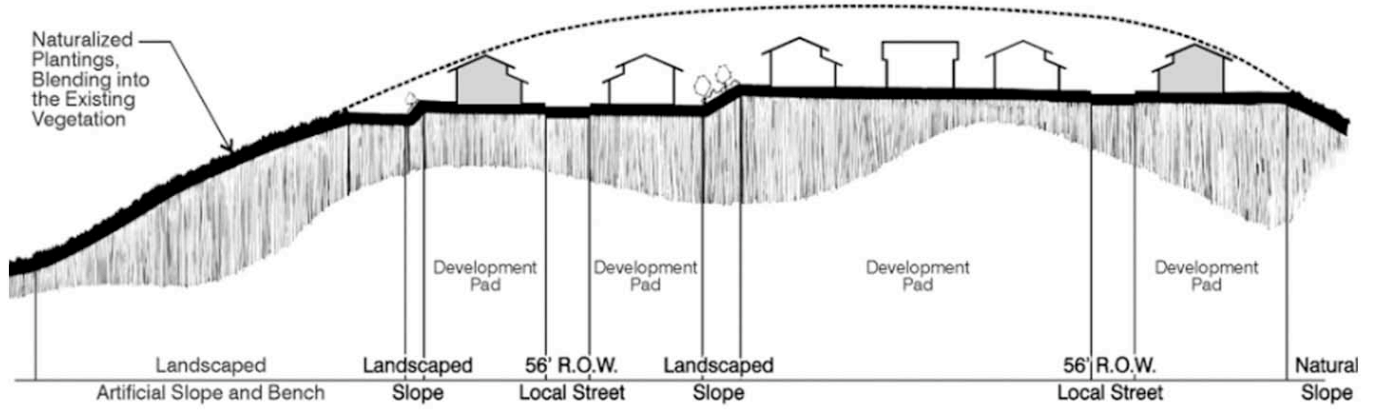 Naturalized
Plantings,
Blending into
the Existing
Vegetation
Development
Pad
Development
Pad
Development
Pad
Development
Pad
Landscaped
Artificial Slope and Bench
Landscaped
Slope
56' R.O.W.
Local Street
Landscaped
Slope
56' R.O.W.
Local Street
Natural
Slope